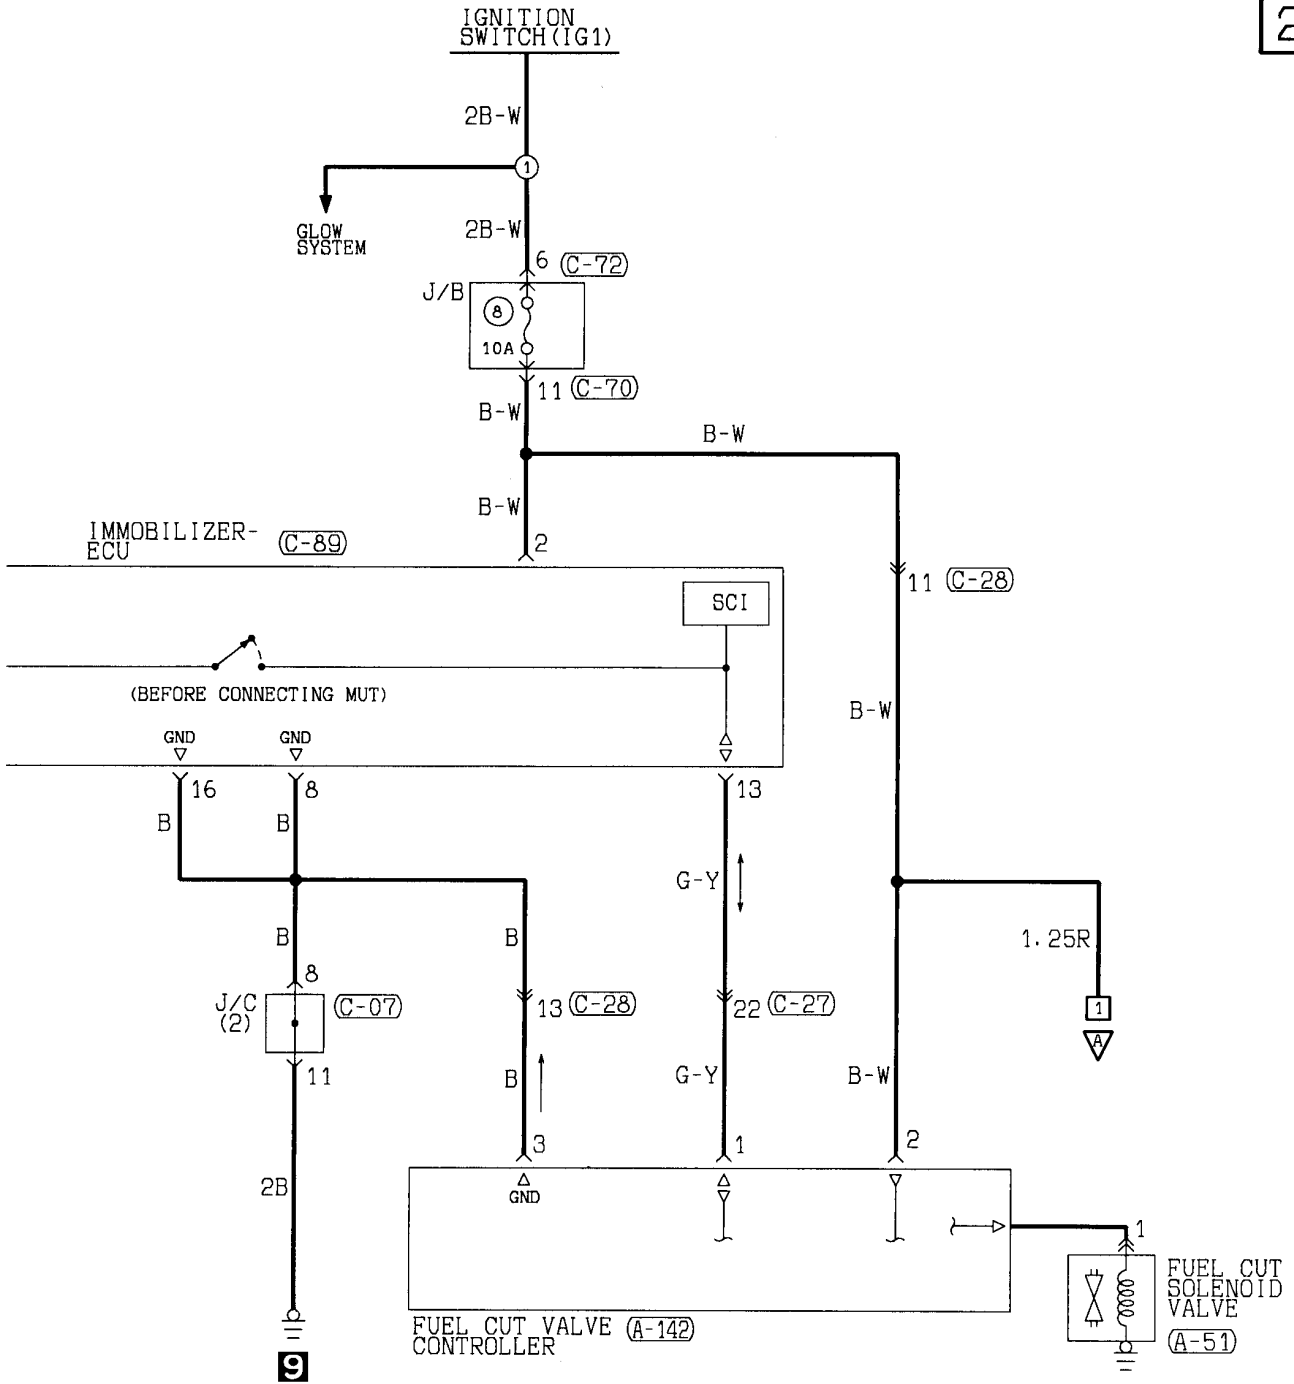 IGNITION
SWITCH(IG1)
2B-W
1
GLOW
SYSTEM
2B-W
6 (C-72)
J/B
8
10A
11 (C-70)
B-W
B-W
B-W
IMMOBILIZER-
ECU
(C-89)
2
SCI
11 (C-28)
(BEFORE CONNECTING MUT)
B-W
GND
GND
16
8
13
B
B
G-Y
B
B
1.25R
8
J/C
(2)
(C-07)
13 (C-28)
22 (C-27)
1
A
11
B
G-Y
B-W
3
1
2
2B
GND
1
FUEL CUT
SOLENOID
VALVE
(A-51)
FUEL CUT VALVE (A-142)
CONTROLLER
9